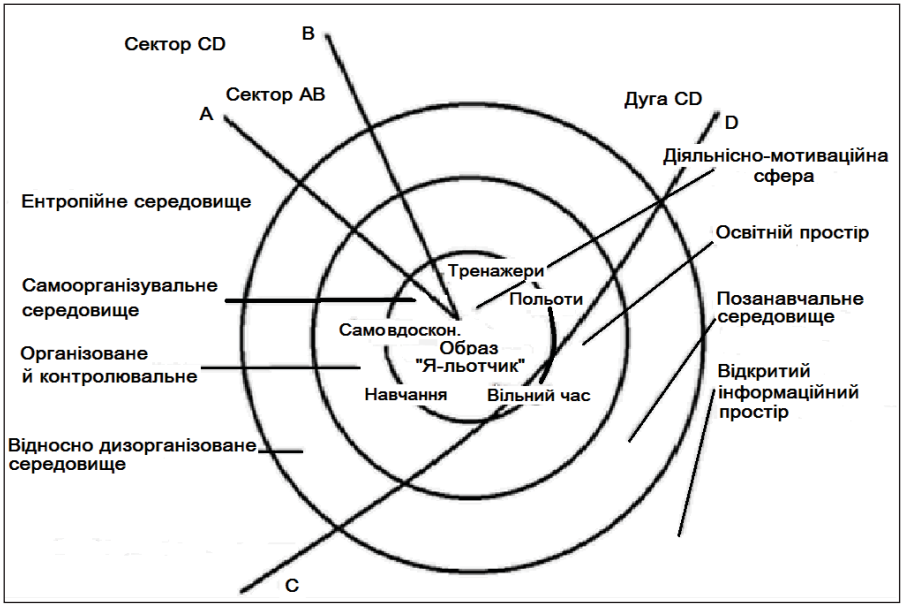 Сектор CD
B
Сектор AB
A
Дуга CD
D
Діяльнісно-мотиваційна
сфера
Ентропійне середовище
Освітній простір
Тренажери
Польоти
Самоорганізувальне
середовище
Позанавчальне
середовище
Самовдоскон.
Образ
"Я-льотчик"
Організоване
й контролювальне
Відкритий
інформаційний
простір
Навчання
Вільний час
Відносно дизорганізоване
середовище
C